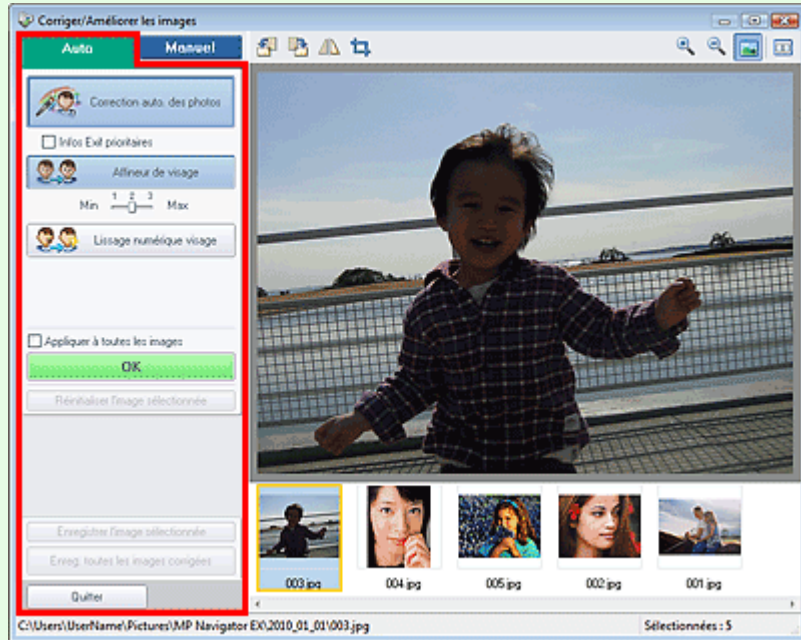 Corriger/Améliorer les images
Auto
Manuel
Correction auto. des photos
Infos Exif prioritaires
Affineur de visage
1 2 3
Min Max
Lissage numérique visage
Appliquer à toutes les images
OK
Réinitialiser l'image sélectionnée
Enregistrer l'image sélectionnée
Enreg. toutes les images corrigées
Quitter
003.jpg
004.jpg
005.jpg
002.jpg
001.jpg
C:\Users\UserName\Pictures\MP Navigator EX\2010_01_01\003.jpg
Sélectionnées : 5